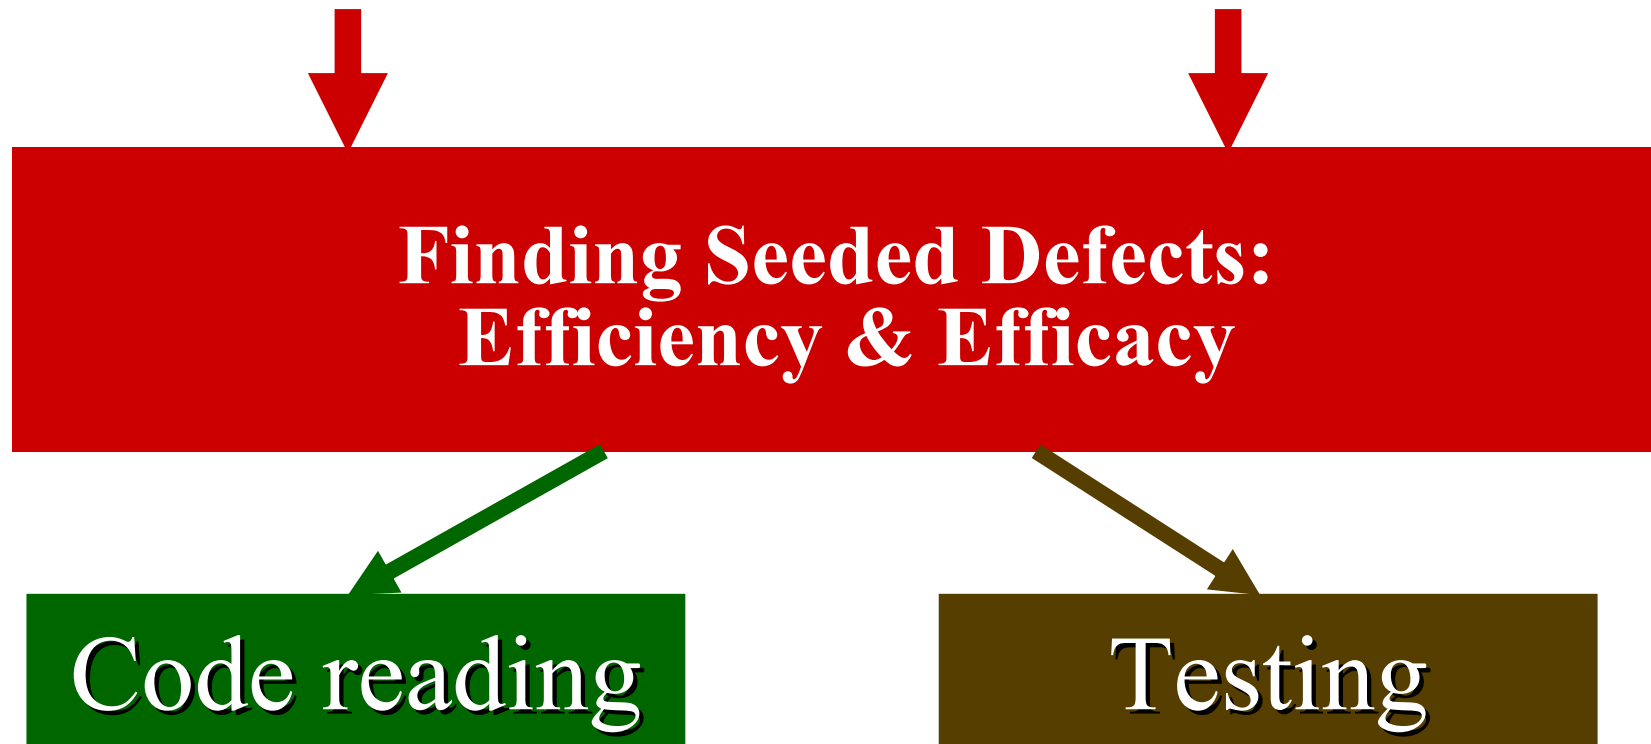 Finding Seeded Defects:
Efficiency & Efficacy
Code reading
Testing